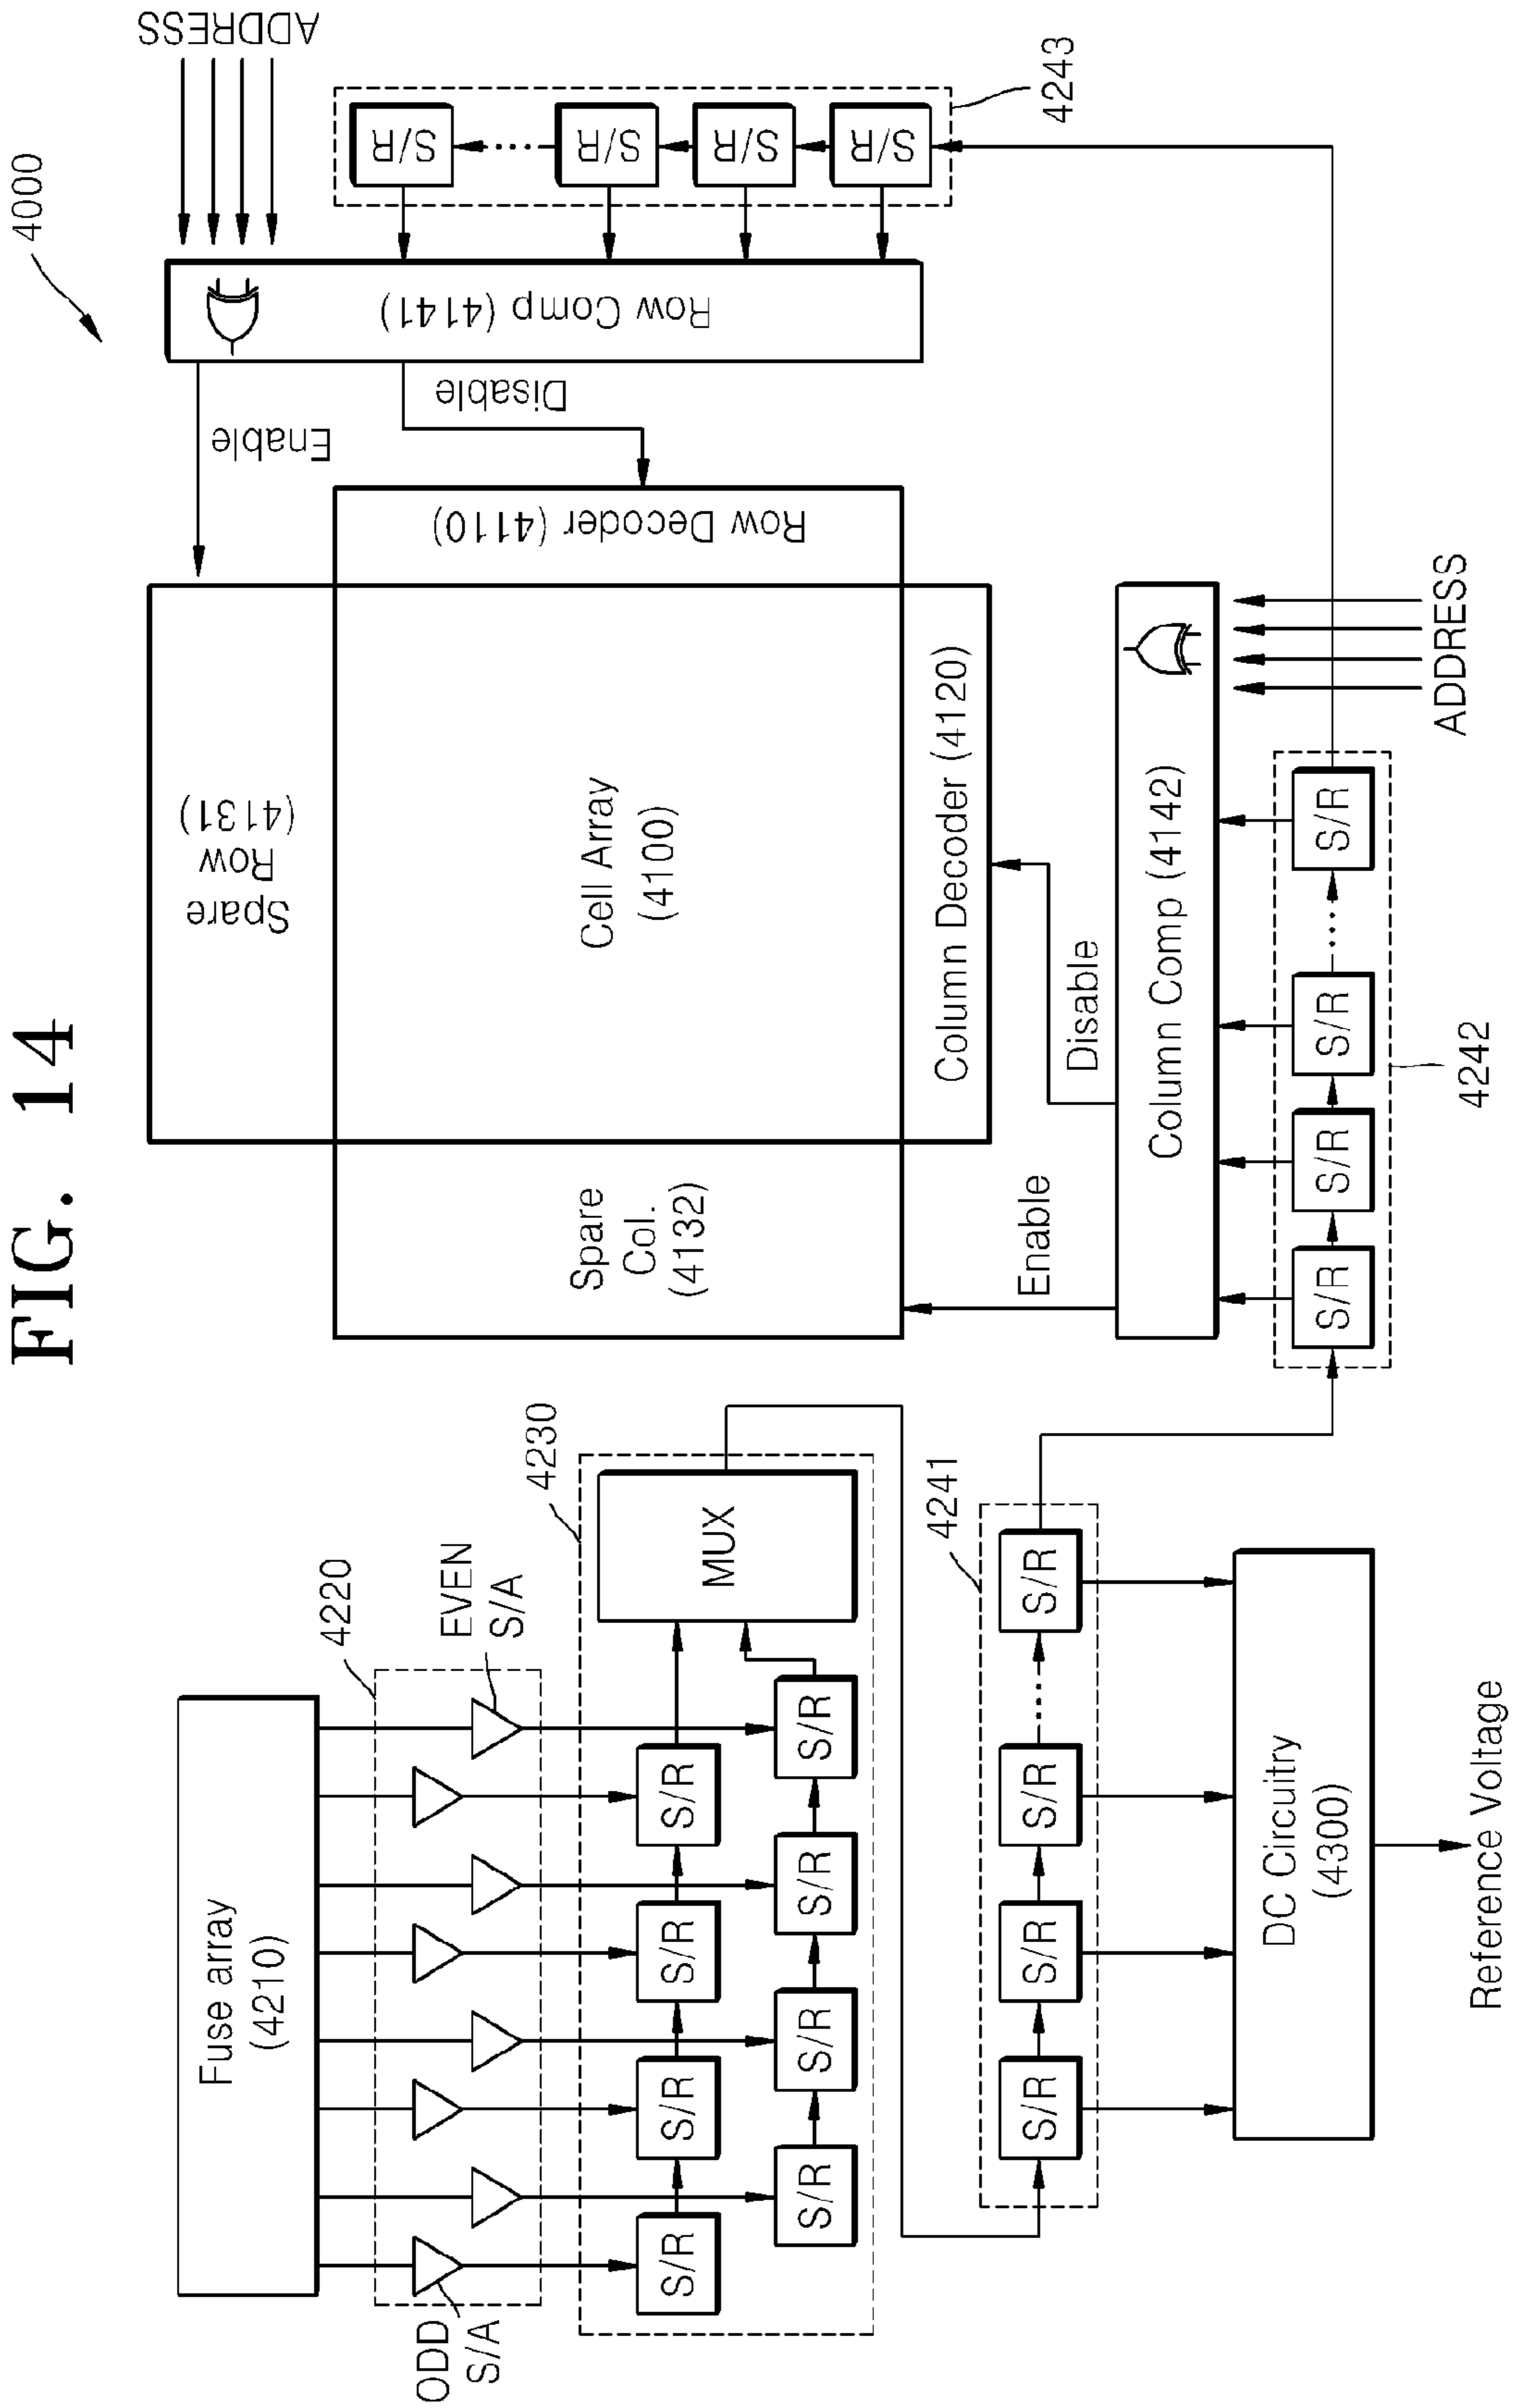 FIG. 14
4000
Fuse array
(4210)
4220
ODD
S/A
EVEN
S/A
4230
S/R
S/R
S/R
S/R
S/R
S/R
S/R
S/R
MUX
4241
S/R
S/R
S/R
S/R
DC Circuitry
(4300)
Reference Voltage
Spare
Row
(4131)
Spare
Col.
(4132)
Cell Array
(4100)
Row Decoder (4110)
Column Decoder (4120)
Enable
Disable
Row Comp (4141)
ADDRESS
S/R
S/R
S/R
S/R
4243
Enable
Disable
Column Comp (4142)
S/R
S/R
S/R
S/R
4242
ADDRESS